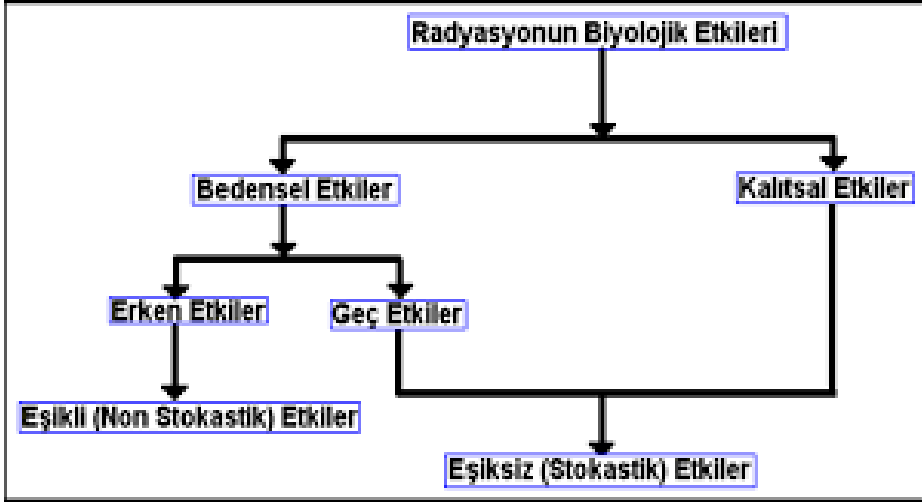 Radyasyonun Biyolojik Etkileri
Bedensel Etkiler
Kalıtsal Etkiler
Erken Etkiler
Geç Etkiler
Eşikli (Non Stokastik) Etkiler
Eşiksiz (Stokastik) Etkiler